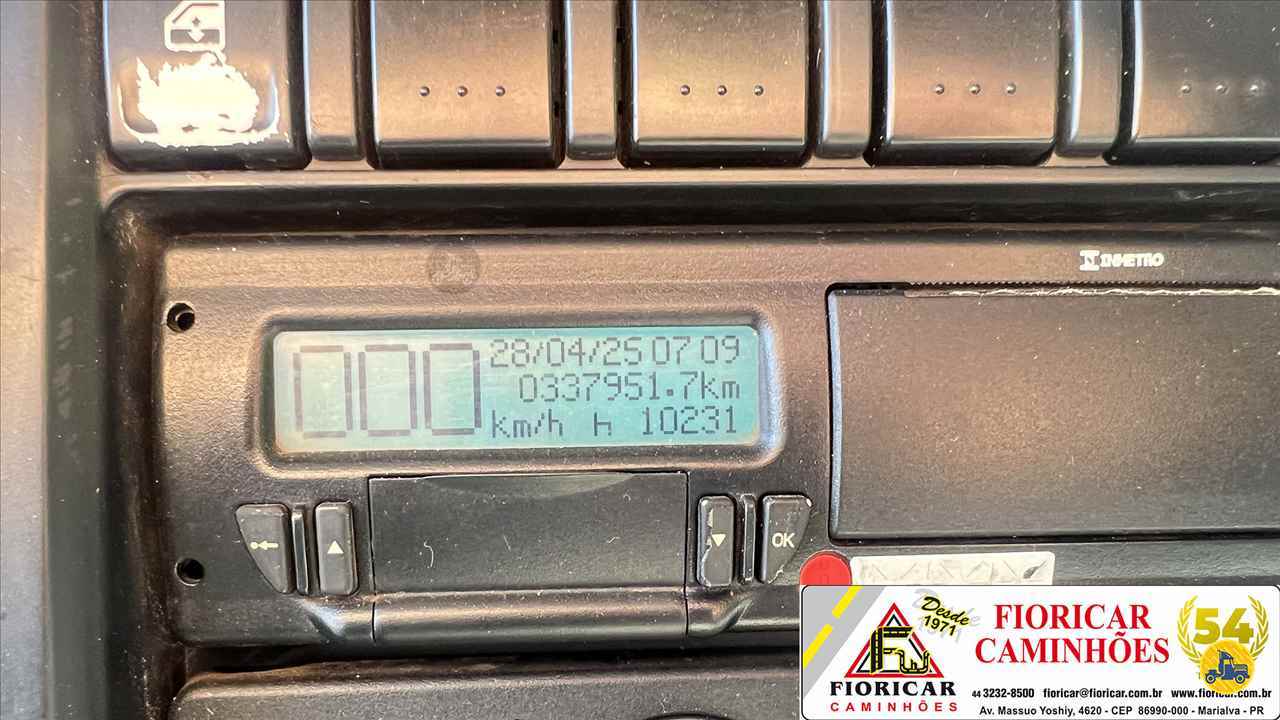 INMETRO
000
28/04/25 07 09
0337951.7km
km/h h 10231
OK
Desde
1971
FIORICAR
CAMINHÕES
FIORICAR
CAMINHÕES
54
44 3232-8500 fioricar@fioricar.com.br www.fioricar.com.br
Av. Massuo Yoshiy, 4620 - CEP 86990-000 - Marialva - PR